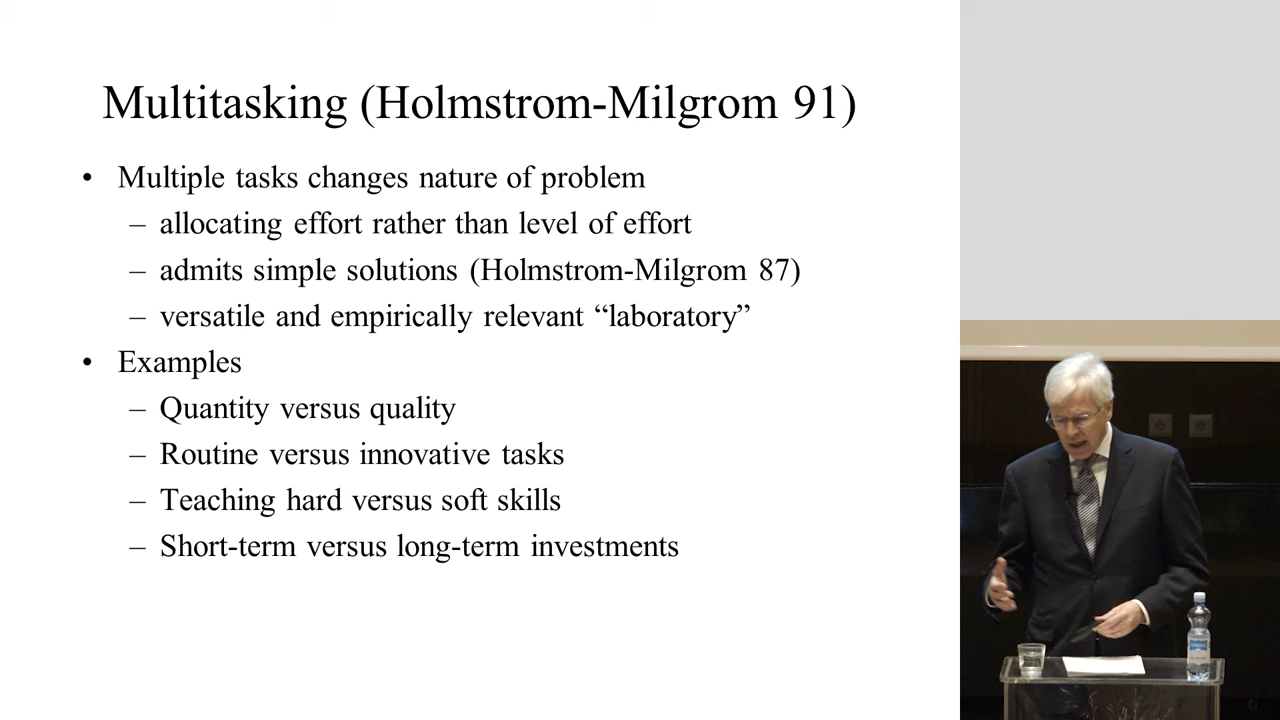 Multitasking (Holmstrom-Milgrom 91)
• Multiple tasks changes nature of problem
– allocating effort rather than level of effort
– admits simple solutions (Holmstrom-Milgrom 87)
– versatile and empirically relevant “laboratory”
• Examples
– Quantity versus quality
– Routine versus innovative tasks
– Teaching hard versus soft skills
– Short-term versus long-term investments